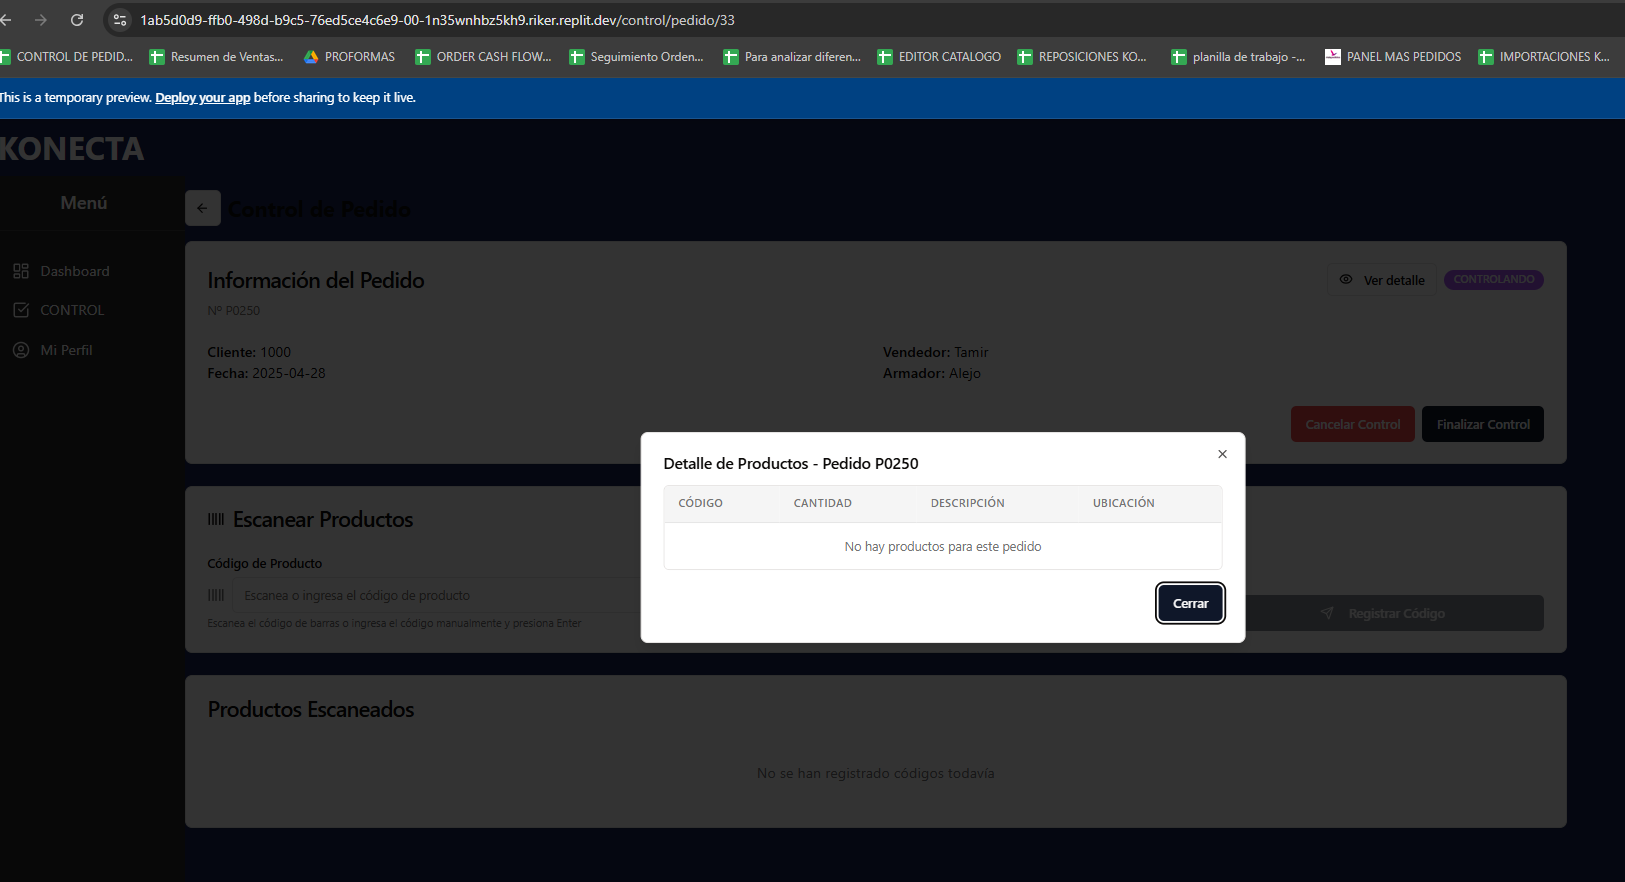 1ab5d0d9-ffb0-498d-b9c5-76ed5ce4c6e9-00-1n35wnhbz5kh9.riker.replit.dev/control/pedido/33
CONTROL DE PEDID... Resumen de Ventas... PROFORMAS ORDER CASH FLOW... Seguimiento Orden... Para analizar diferen... EDITOR CATALOGO REPOSICIONES KO... planilla de trabajo -... PANEL MAS PEDIDOS IMPORTACIONES K...
This is a temporary preview. Deploy your app before sharing to keep it live.
KONECTA
Menú
Dashboard
CONTROL
Mi Perfil
Control de Pedido
Información del Pedido
Nº P0250
Ver detalle
CONTROLANDO
Cliente: 1000
Vendedor: Tamir
Fecha: 2025-04-28
Armador: Alejo
Cancelar Control
Finalizar Control
Detalle de Productos - Pedido P0250
CÓDIGO CANTIDAD DESCRIPCIÓN UBICACIÓN
No hay productos para este pedido
Cerrar
Escanear Productos
Código de Producto
Escanea o ingresa el código de producto
Escanea el código de barras o ingresa el código manualmente y presiona Enter
Registrar Código
Productos Escaneados
No se han registrado códigos todavía